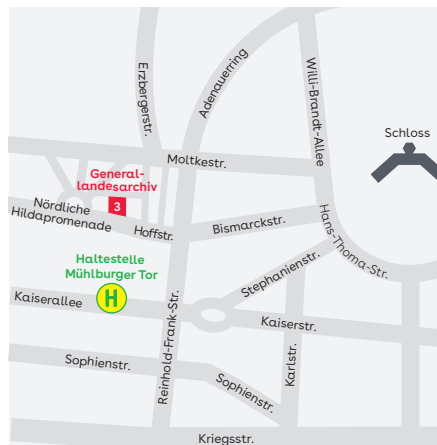 Erzbergerstr.
Adenauerring
Willi-Brandt-Allee
Schloss
Moltkestr.
General-
landesarchiv
3
Nördliche
Hildapromenade
Hoffstr.
Bismarckstr.
Hans-Thoma-Str.
Haltestelle
Mühlburger Tor
H
Stephanienstr.
Kaiserallee
Kaiserstr.
Reinhold-Frank-Str.
Karlstr.
Sophienstr.
Sophienstr.
Kriegsstr.